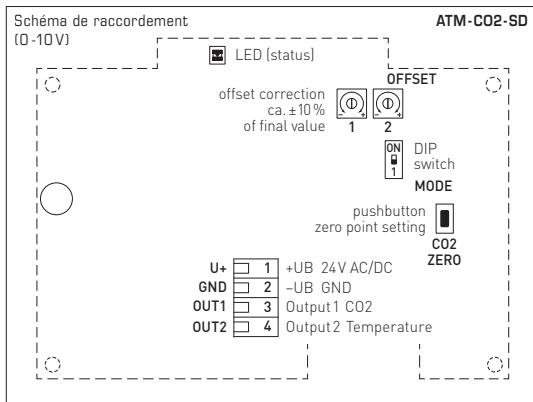 Schéma de raccordement
(0-10 V)
ATM-CO2-SD
LED (status)
OFFSET
offset correction
ca. ± 10 %
of final value
- +
- +
1 2
ON
1
DIP
switch
MODE
pushbutton
zero point setting
CO2
ZERO
U+ 1 +UB 24V AC/DC
GND 2 –UB GND
OUT1 3 Output 1 CO2
OUT2 4 Output 2 Temperature